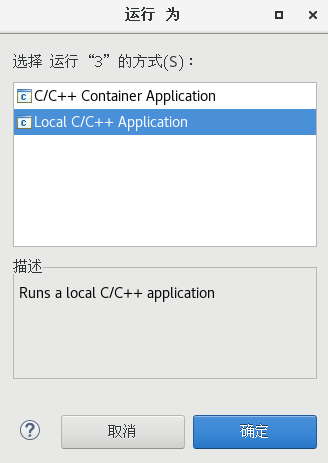 运行 为
选择 运行“3”的方式(S)：
C/C++ Container Application
Local C/C++ Application
描述
Runs a local C/C++ application
取消
确定